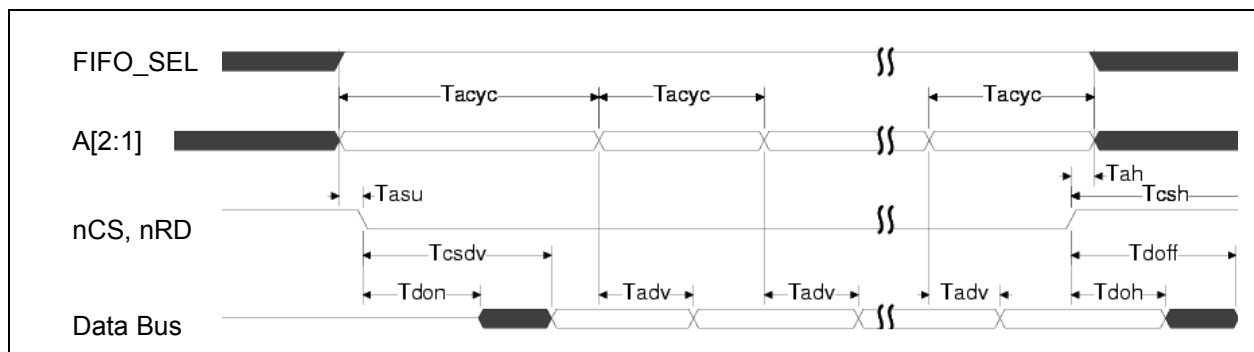 FIFO_SEL
Tacyc Tacyc Tacyc
A[2:1]
Tah
Tasu Tcsh
nCS, nRD
Tcsdv Tdoff
Tdon Tadv Tadv Tadv Tdoh
Data Bus